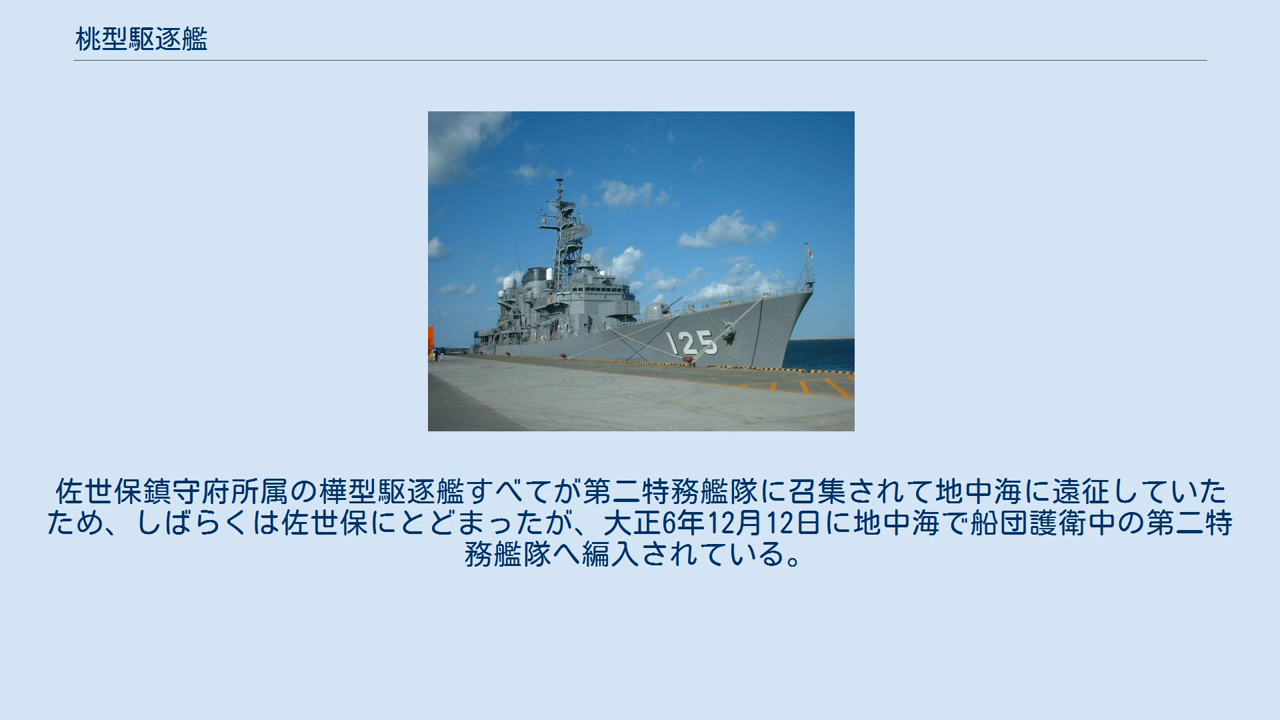 桃型駆逐艦
125
佐世保鎮守府所属の樺型駆逐艦すべてが第二特務艦隊に召集されて地中海に遠征していた
ため、しばらくは佐世保にとどまったが、大正6年12月12日に地中海で船団護衛中の第二特
務艦隊へ編入されている。